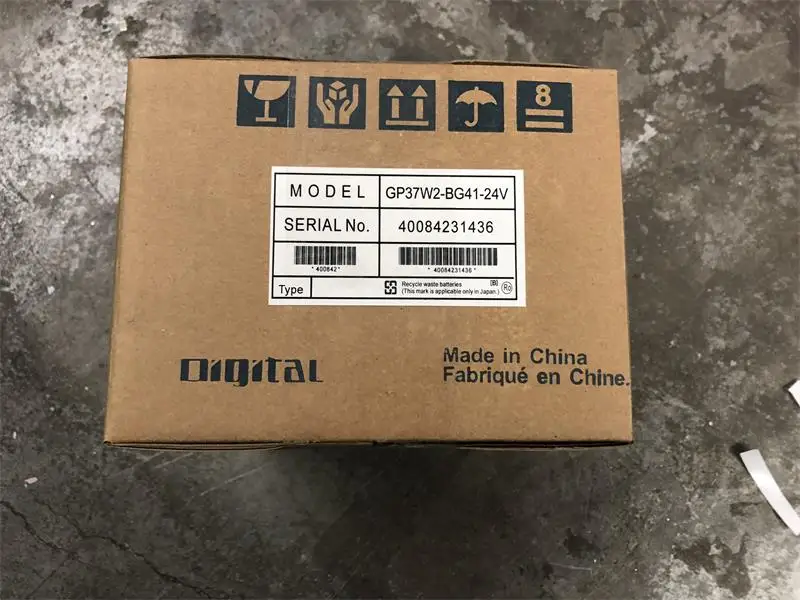 8
MODEL GP37W2-BG41-24V
SERIAL No. 40084231436
*400842* *40084231436*
Type
Recycle waste batteries [B]
(This mark is applicable only in Japan.) Ro
Digital
Made in China
Fabriqué en Chine.